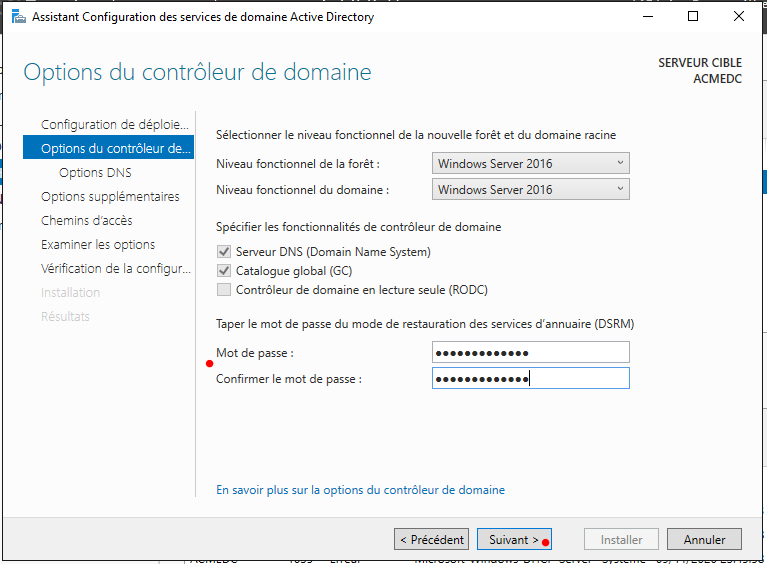 Assistant Configuration des services de domaine Active Directory
Options du contrôleur de domaine
SERVEUR CIBLE
ACMEDC
Configuration de déploie...
Options du contrôleur de...
Options DNS
Options supplémentaires
Chemins d'accès
Examiner les options
Vérification de la configur...
Installation
Résultats
Sélectionner le niveau fonctionnel de la nouvelle forêt et du domaine racine
Niveau fonctionnel de la forêt : Windows Server 2016
Niveau fonctionnel du domaine : Windows Server 2016
Spécifier les fonctionnalités de contrôleur de domaine
Serveur DNS (Domain Name System)
Catalogue global (GC)
Contrôleur de domaine en lecture seule (RODC)
Taper le mot de passe du mode de restauration des services d'annuaire (DSRM)
Mot de passe : ●●●●●●●●●●●●●
Confirmer le mot de passe : ●●●●●●●●●●●●●
En savoir plus sur la options du contrôleur de domaine
< Précédent Suivant > Installer Annuler